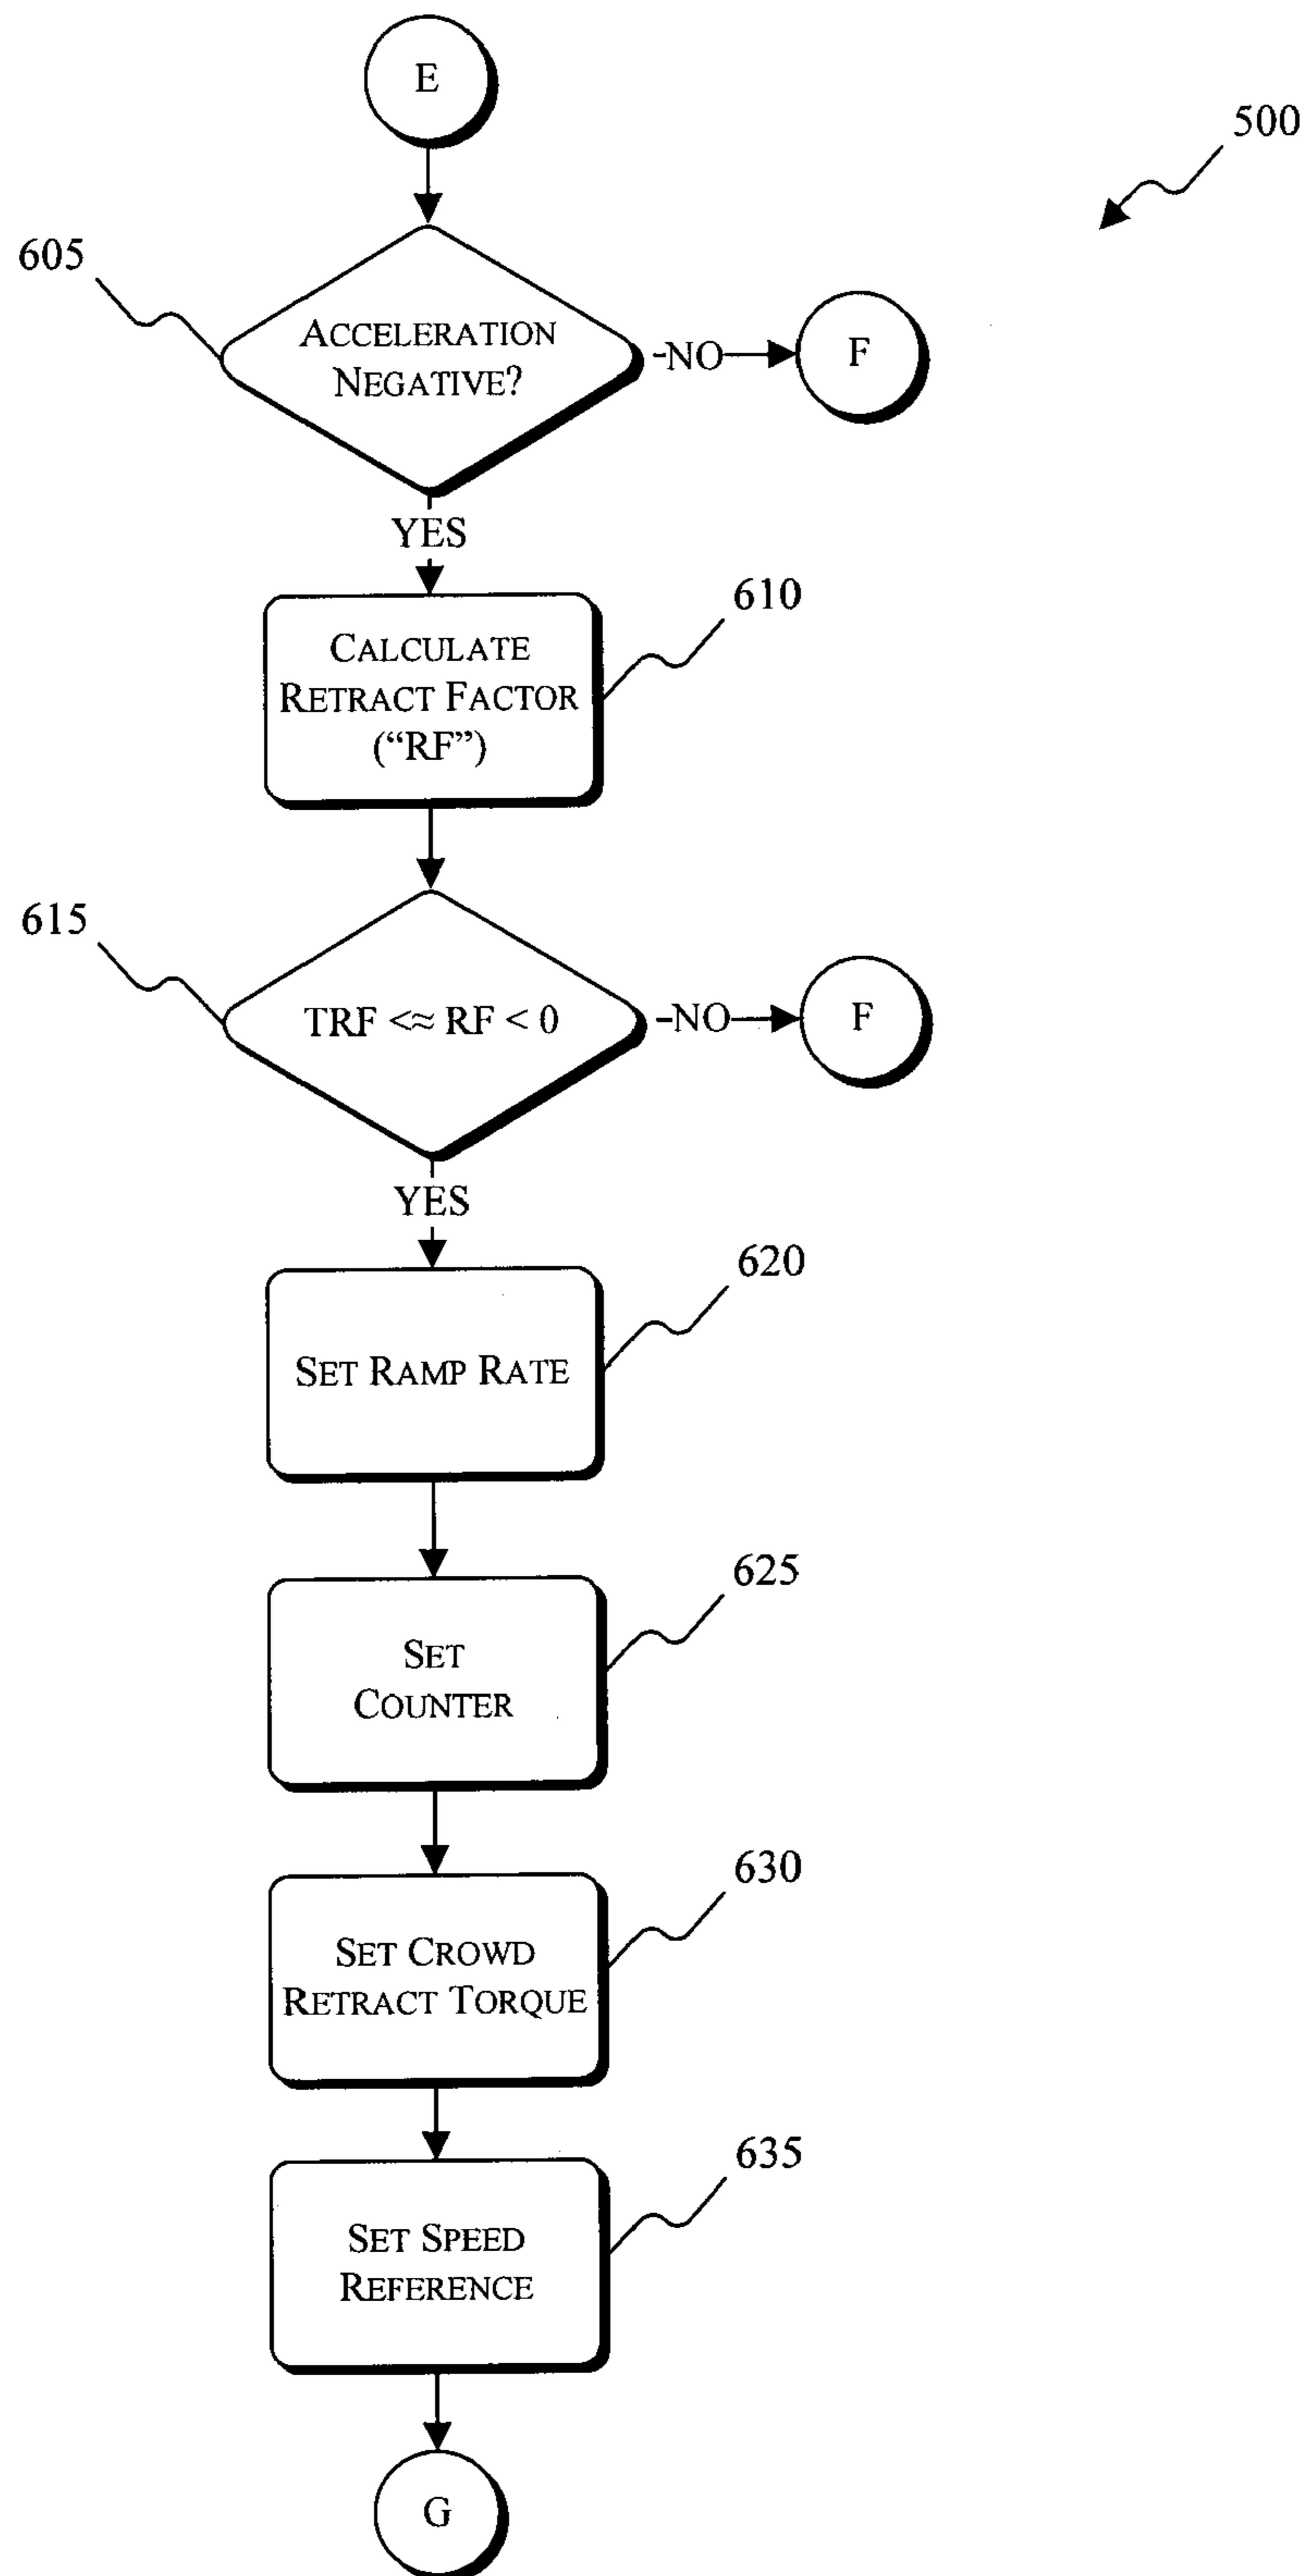 E
500
605
ACCELERATION
NEGATIVE?
-NO
F
YES
610
CALCULATE
RETRACT FACTOR
(“RF”)
615
TRF <≈ RF < 0
-NO
F
YES
620
SET RAMP RATE
625
SET
COUNTER
630
SET CROWD
RETRACT TORQUE
635
SET SPEED
REFERENCE
G